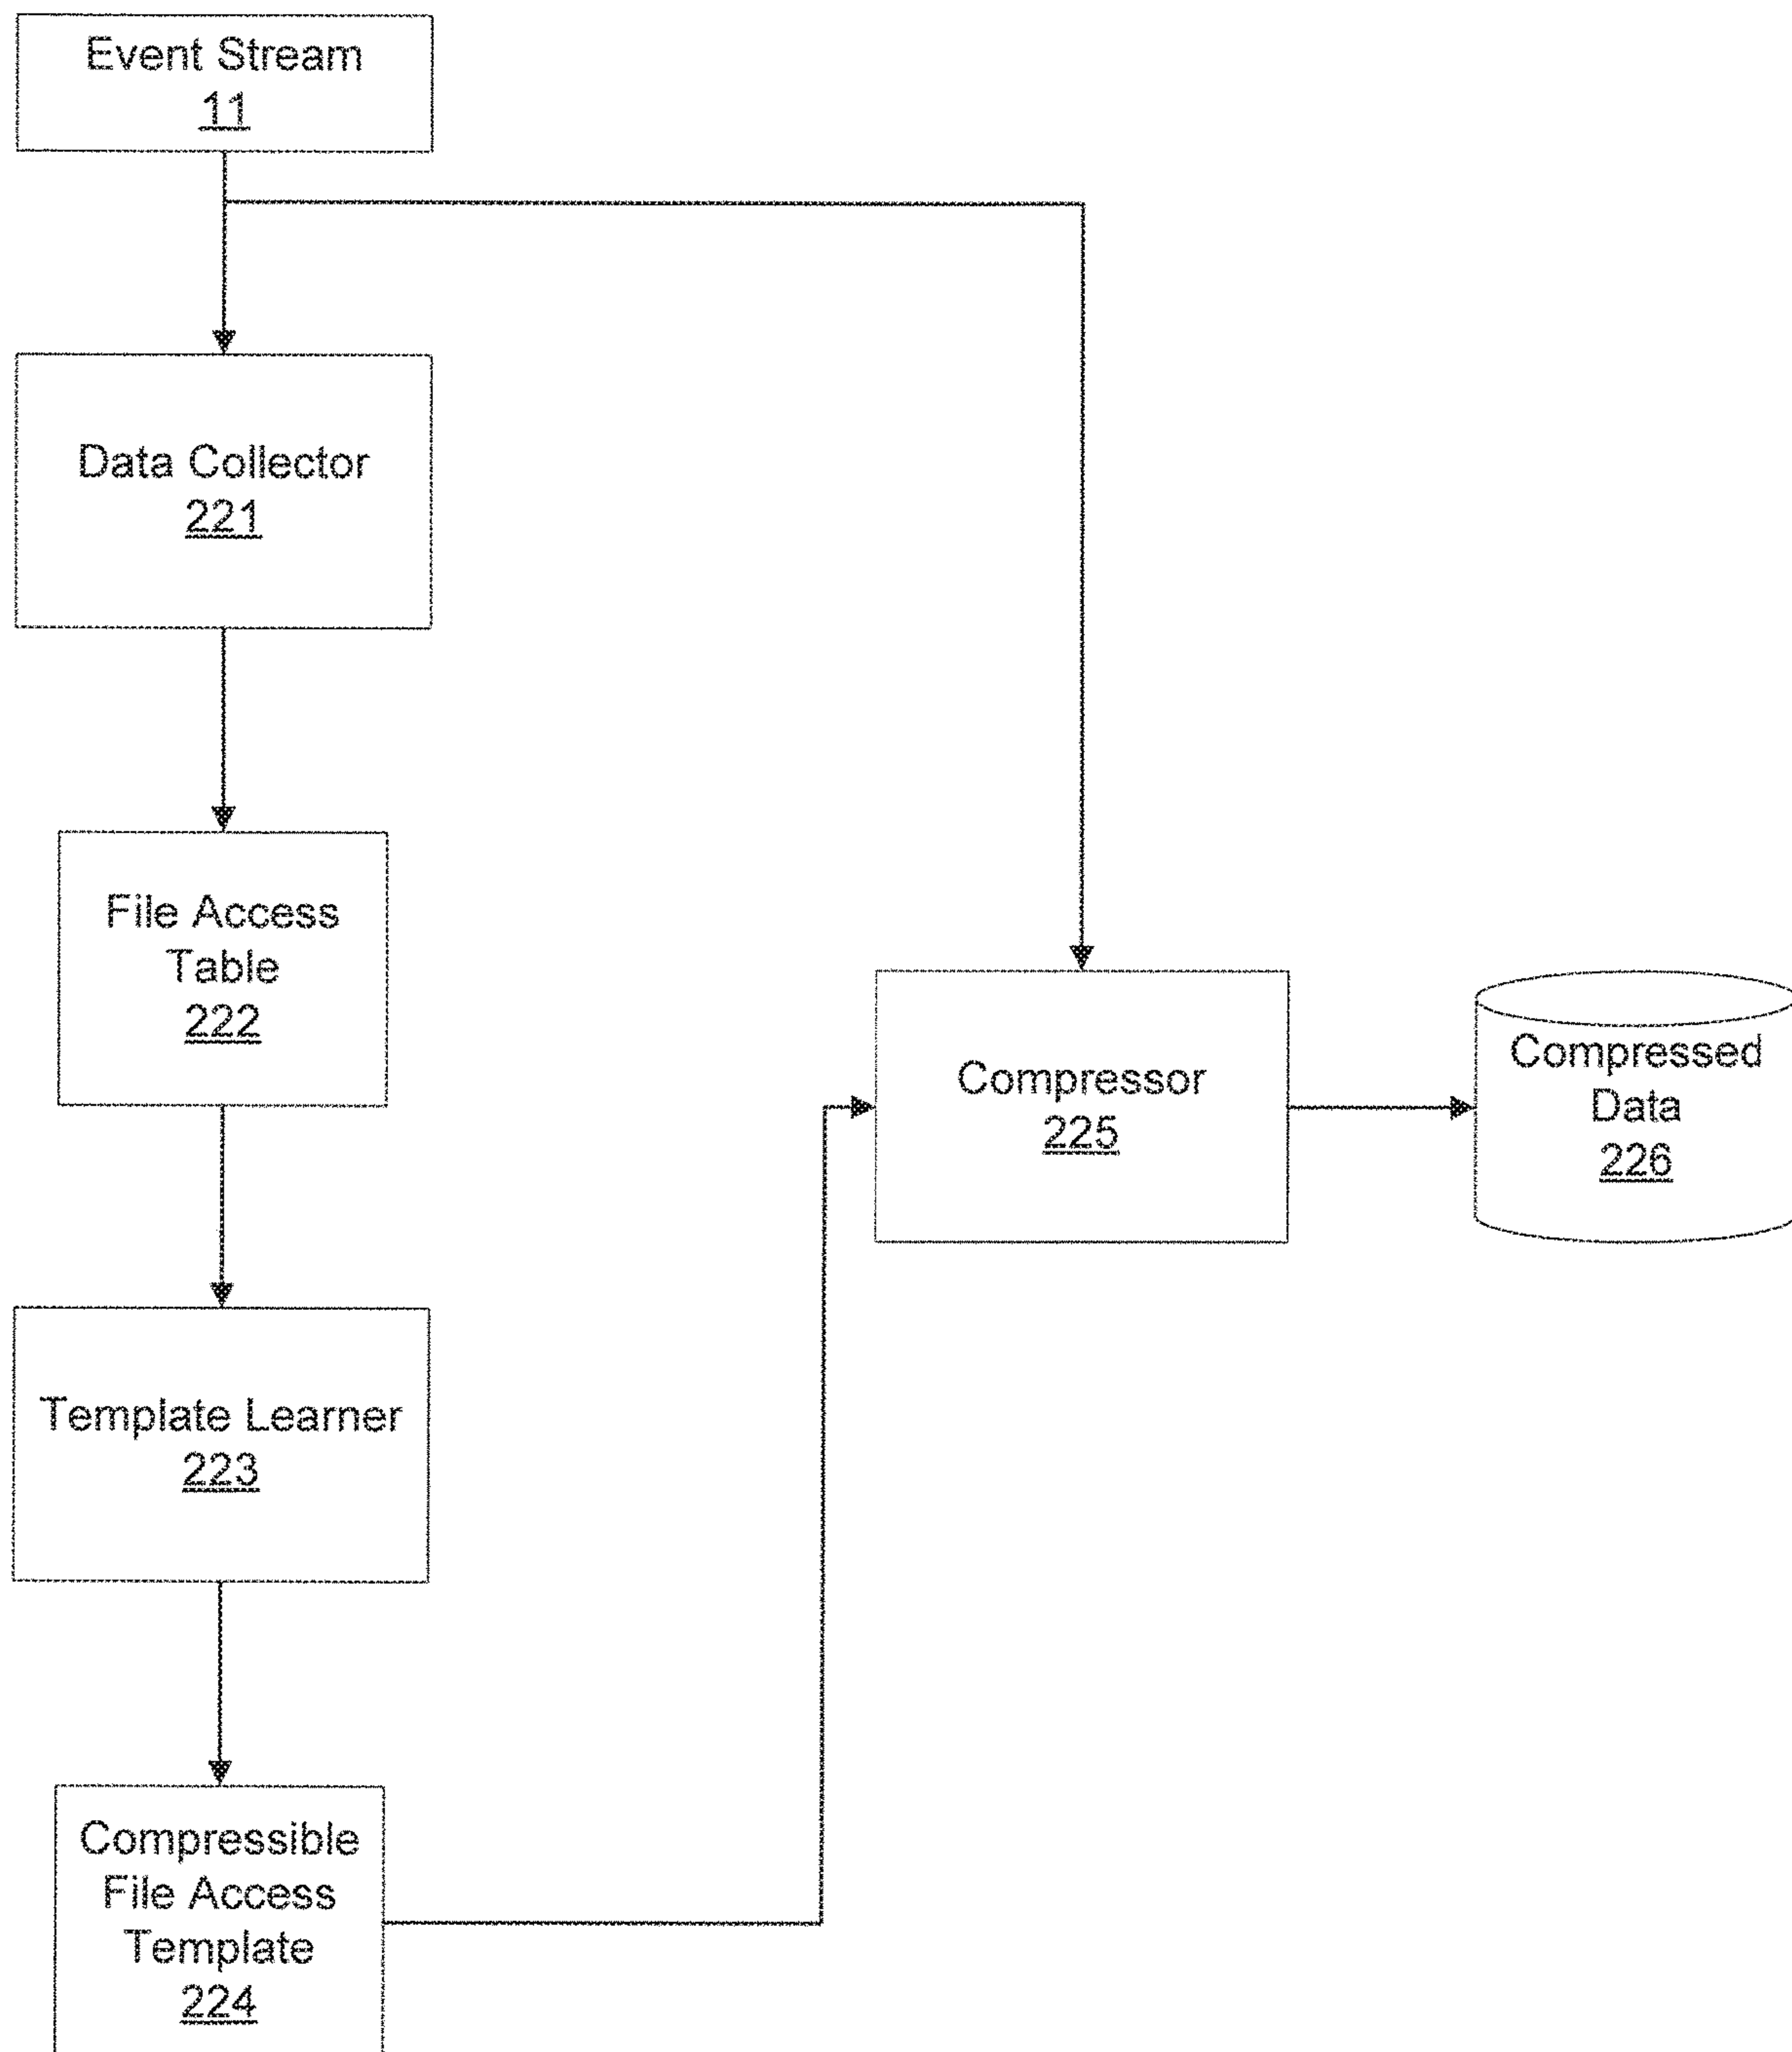 Event Stream
11
Data Collector
221
File Access
Table
222
Compressor
225
Compressed
Data
226
Template Learner
223
Compressible
File Access
Template
224